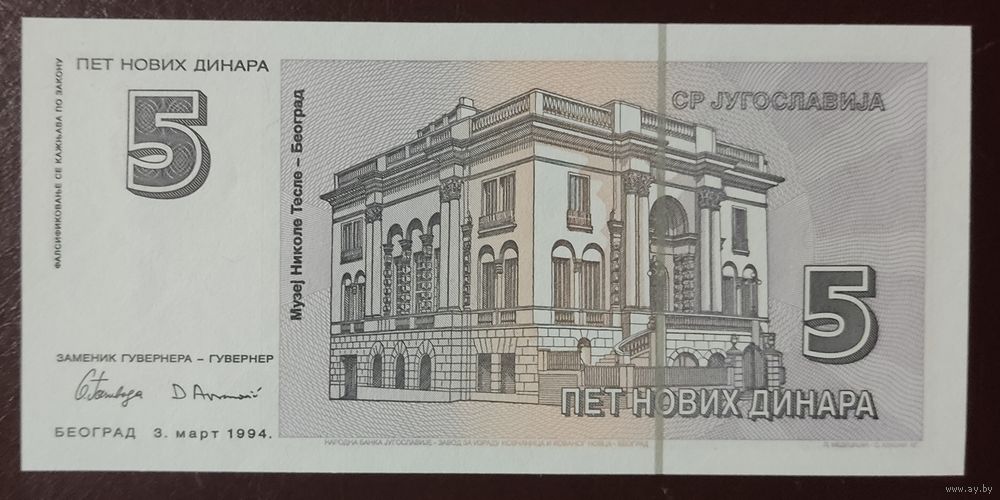 ПЕТ НОВИХ ДИНАРА
5
ФАЛСИФИКОВАЊЕ СЕ КАЖЊАВА ПО ЗАКОНУ
Музеј Николе Тесле – Београд
СР ЈУГОСЛАВИЈА
5
ПЕТ НОВИХ ДИНАРА
ЗАМЕНИК ГУВЕРНЕРА – ГУВЕРНЕР
БЕОГРАД 3. март 1994.
НАРОДНА БАНКА ЈУГОСЛАВИЈЕ - ЗАВОД ЗА ИЗРАДУ НОВЧАНИЦА И КОВАНОГ НОВЦА - БЕОГРАД
www.ay.by